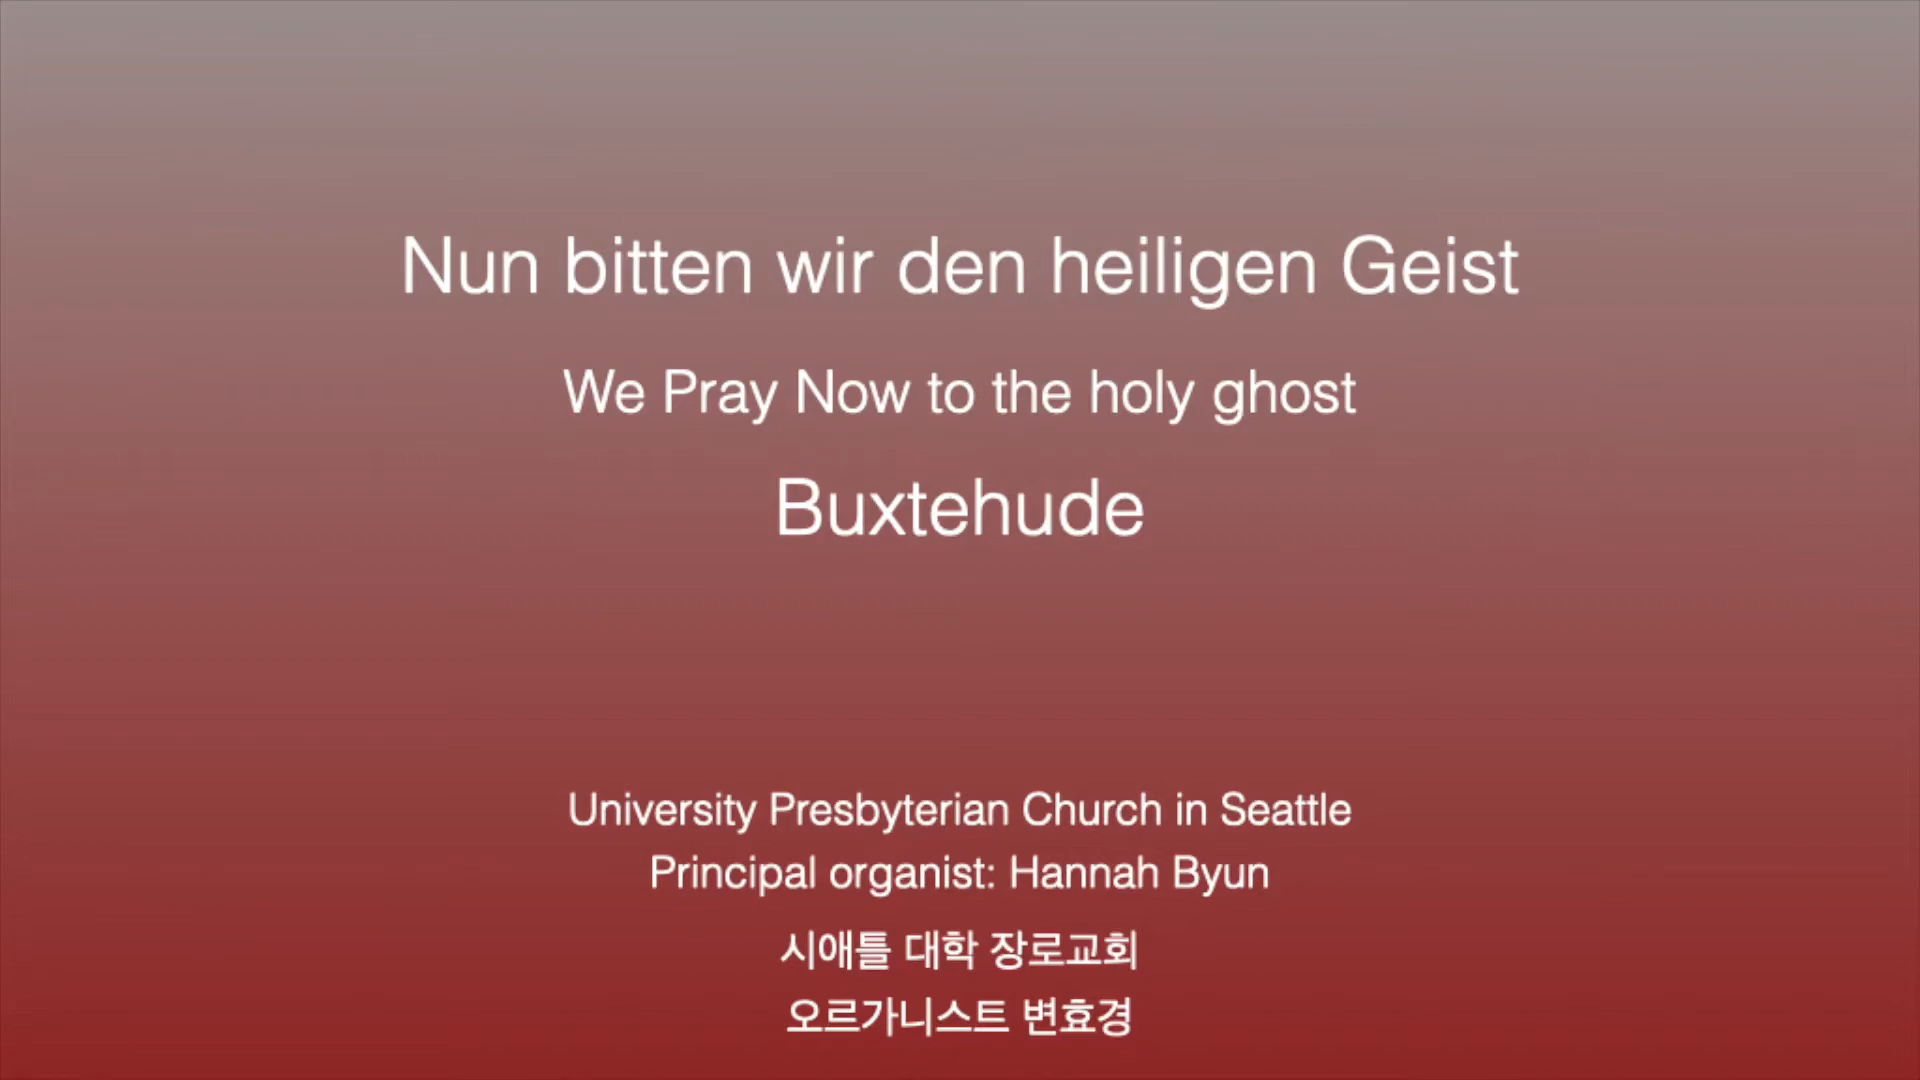 Nun bitten wir den heiligen Geist
We Pray Now to the holy ghost
Buxtehude
University Presbyterian Church in Seattle
Principal organist: Hannah Byun
시애틀 대학 장로교회
오르가니스트 변효경